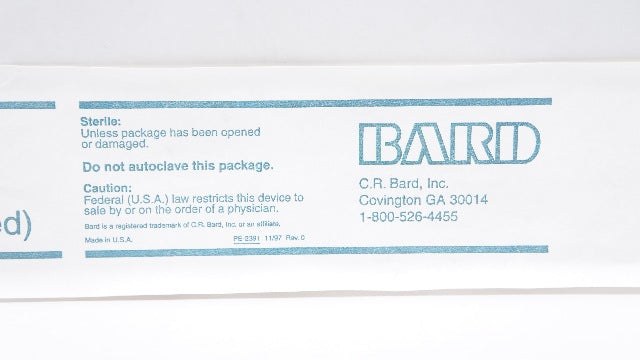 ed)
Sterile:
Unless package has been opened
or damaged.
Do not autoclave this package.
Caution:
Federal (U.S.A.) law restricts this device to
sale by or on the order of a physician.
Bard is a registered trademark of C.R. Bard, Inc. or an affiliate.
Made in U.S.A. PE-2391 11/97 Rev. 0
BARD
C.R. Bard, Inc.
Covington GA 30014
1-800-526-4455